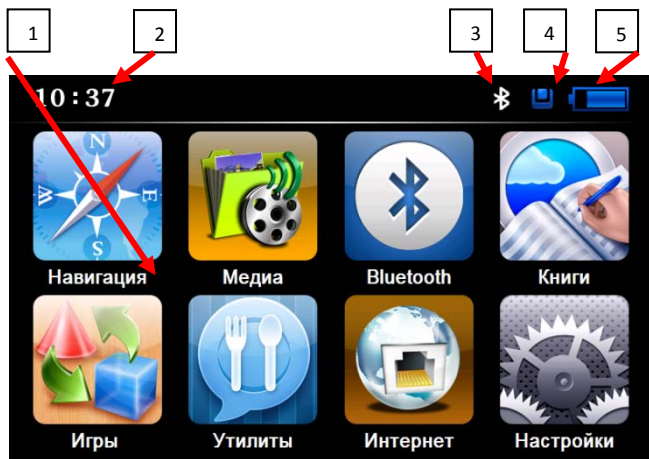 1 2 3 4 5
10:37
N
W E
S
Навигация Медиа Bluetooth Книги
Игры Утилиты Интернет Настройки